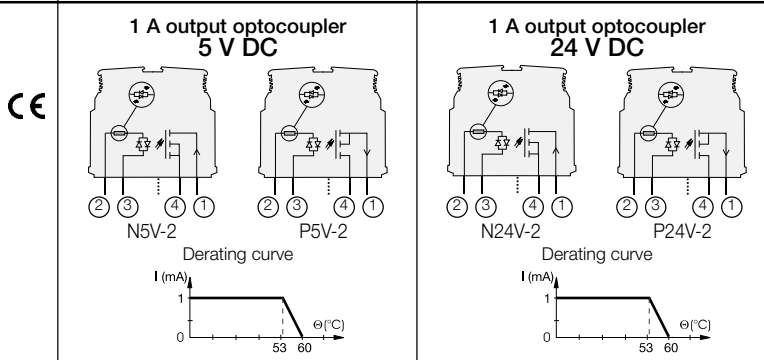 CE
1 A output optocoupler
5 V DC
2 3 4 1
N5V-2
2 3 4 1
P5V-2
Derating curve
I (mA)
1
0
53 60
Θ(°C)
1 A output optocoupler
24 V DC
2 3 4 1
N24V-2
2 3 4 1
P24V-2
Derating curve
I (mA)
1
0
53 60
Θ(°C)